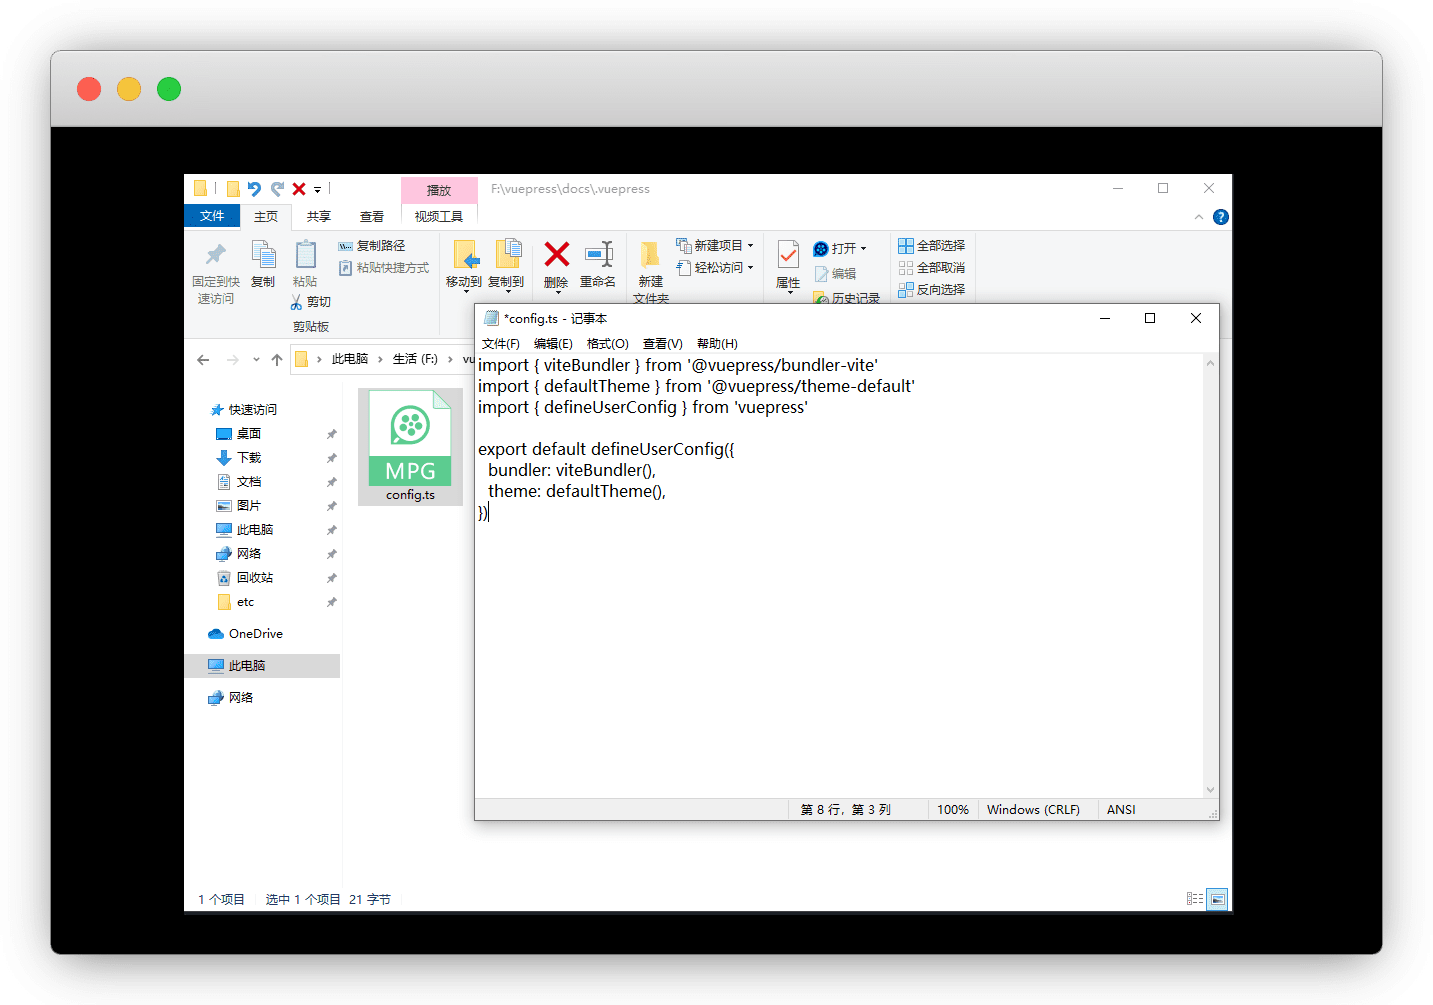 播放
F:\vuepress\docs\.vuepress
文件 主页 共享 查看 视频工具
固定到快
速访问
复制
粘贴
复制路径
粘贴快捷方式
剪切
剪贴板
移动到 复制到
删除 重命名
新建
文件夹
新建项目
轻松访问
属性
打开
编辑
历史记录
全部选择
全部取消
反向选择
此电脑 生活 (F:) vu
快速访问
桌面
下载
文档
图片
此电脑
网络
回收站
etc
OneDrive
此电脑
网络
MPG
config.ts
*config.ts - 记事本
文件(F) 编辑(E) 格式(O) 查看(V) 帮助(H)
import { viteBundler } from '@vuepress/bundler-vite'
import { defaultTheme } from '@vuepress/theme-default'
import { defineUserConfig } from 'vuepress'
export default defineUserConfig({
bundler: viteBundler(),
theme: defaultTheme(),
})
第 8 行，第 3 列 100% Windows (CRLF) ANSI
1 个项目 选中 1 个项目 21 字节